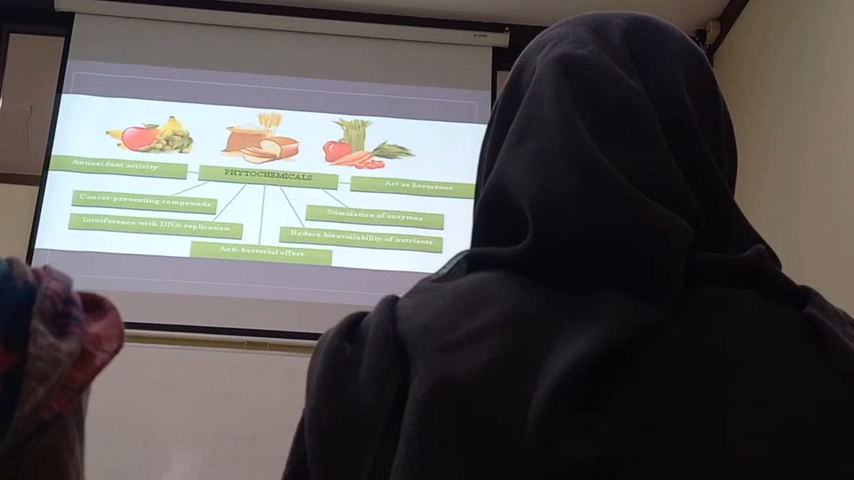 Antioxidant activity
PHYTOCHEMICALS
Act as hormones
Cancer preventing compounds
Stimulation of enzymes
Interference with DNA replication
Reduce bioavailability of nutrients
Anti-bacterial effect